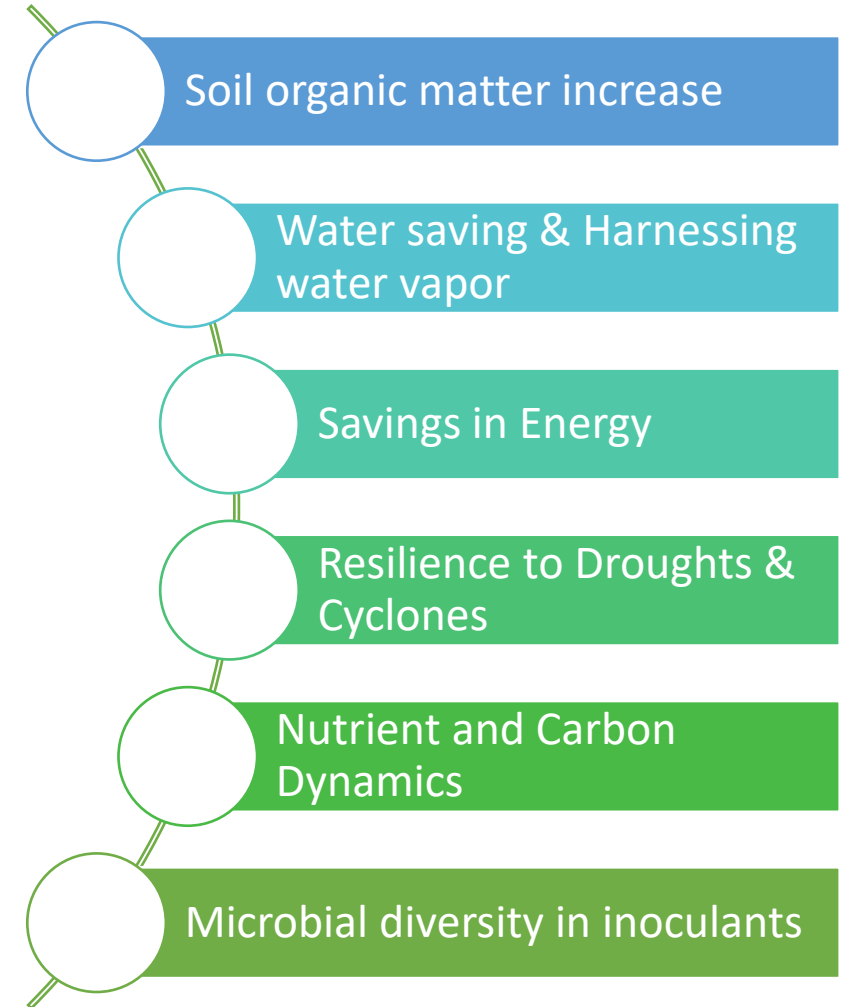 Soil organic matter increase
Water saving & Harnessing
water vapor
Savings in Energy
Resilience to Droughts &
Cyclones
Nutrient and Carbon
Dynamics
Microbial diversity in inoculants